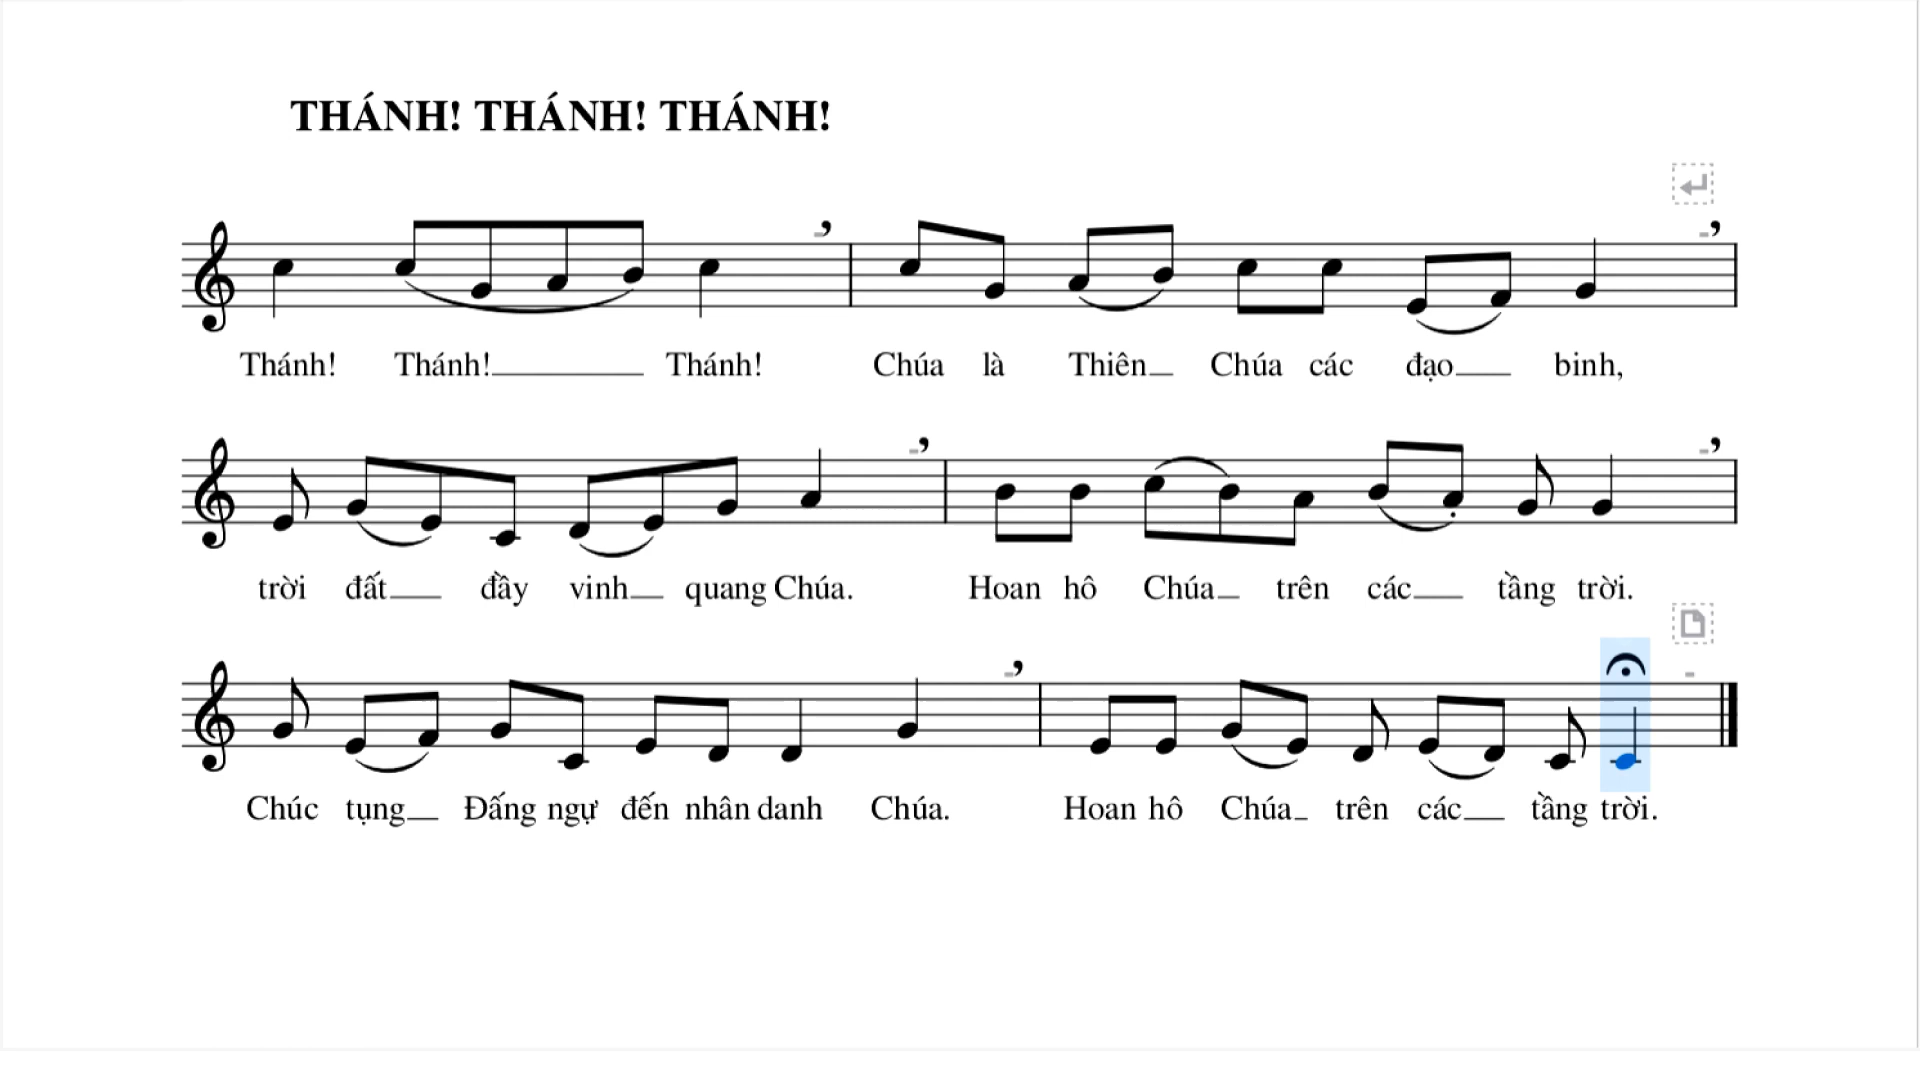 THÁNH! THÁNH! THÁNH!
Thánh! Thánh! Thánh! Chúa là Thiên Chúa các đạo binh,
trời đất đầy vinh quang Chúa. Hoan hô Chúa trên các tầng trời.
Chúc tụng Đấng ngự đến nhân danh Chúa. Hoan hô Chúa trên các tầng trời.